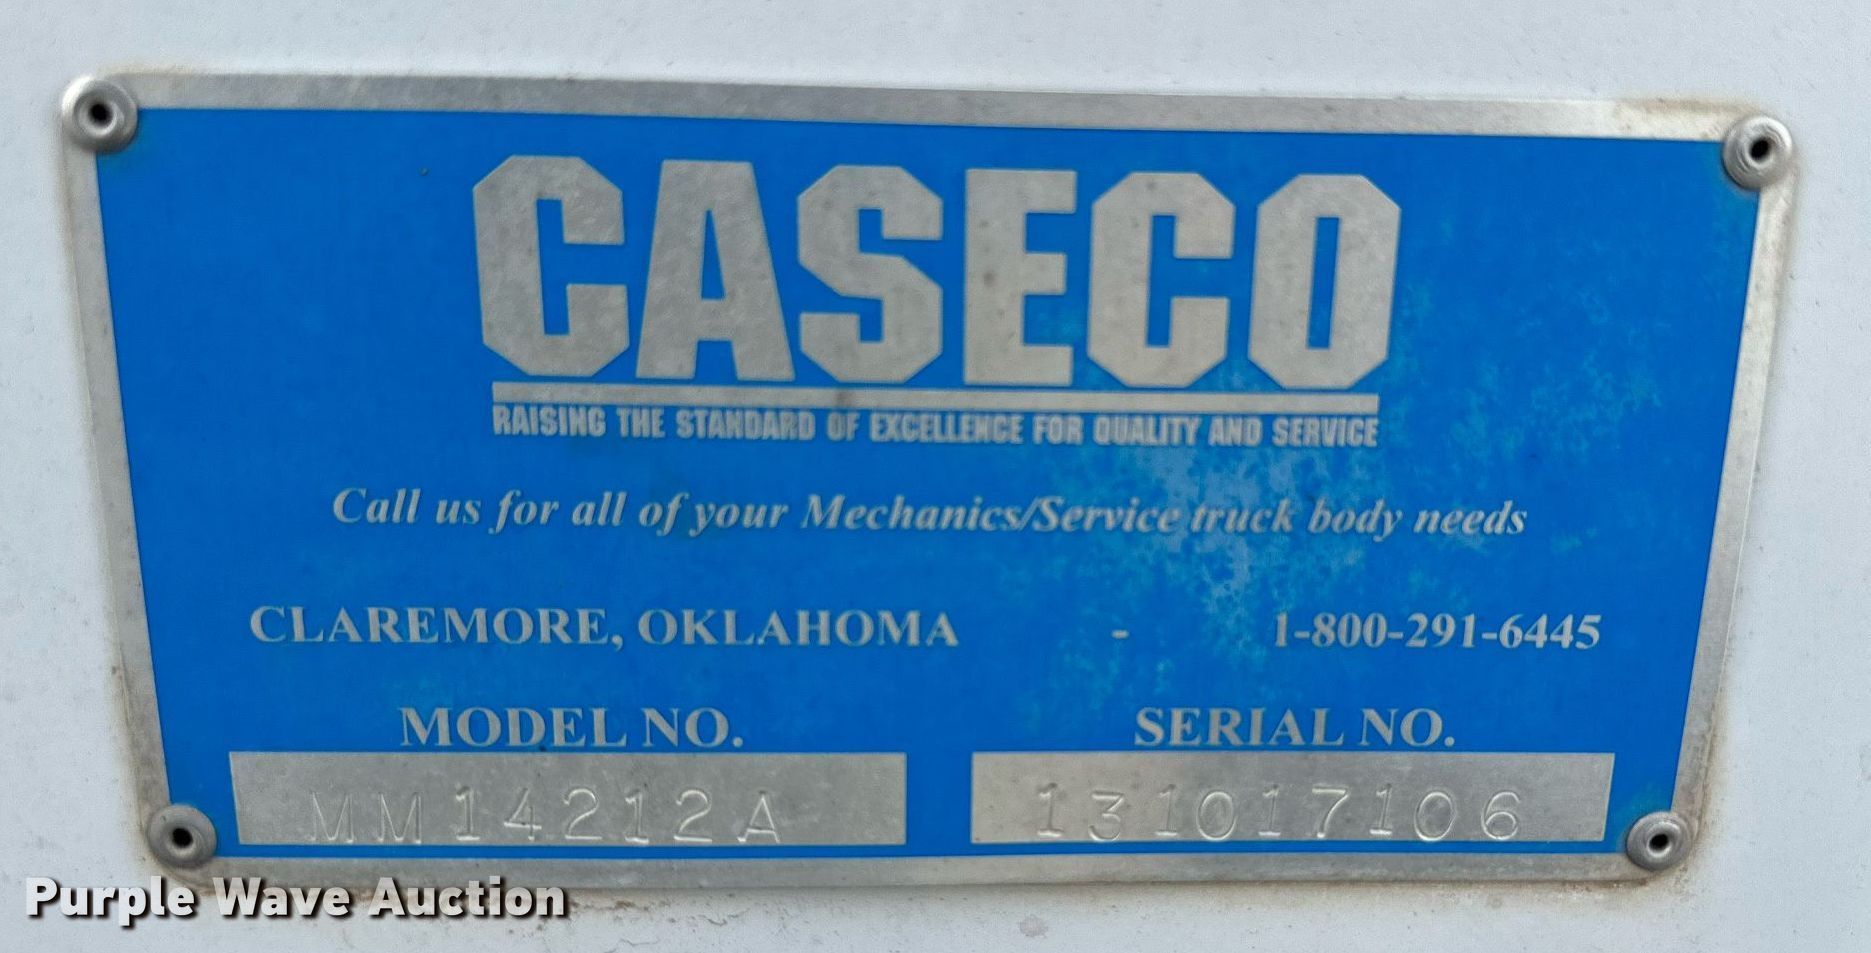 CASECO
RAISING THE STANDARD OF EXCELLENCE FOR QUALITY AND SERVICE
Call us for all of your Mechanics/Service truck body needs
CLAREMORE, OKLAHOMA - 1-800-291-6445
MODEL NO. SERIAL NO.
MM14212A 131017106
Purple Wave Auction